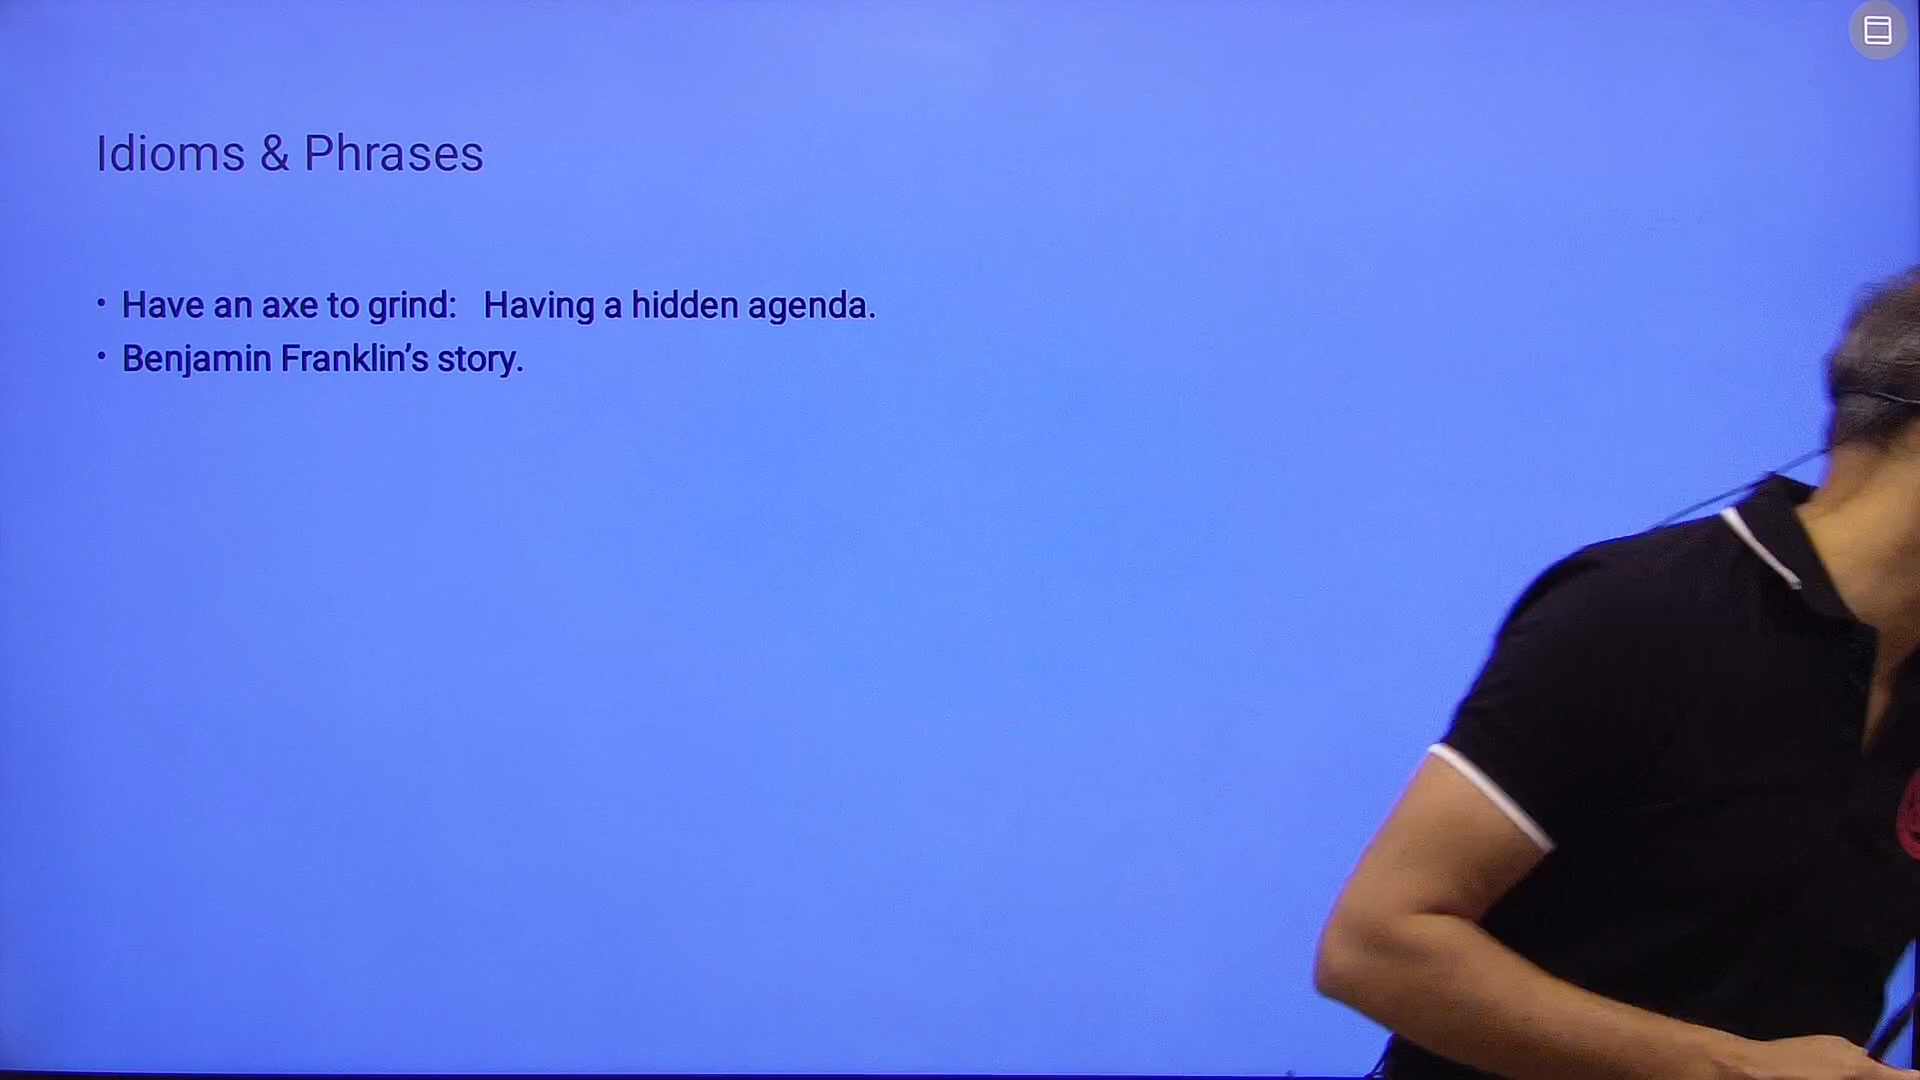 Idioms & Phrases
• Have an axe to grind: Having a hidden agenda.
• Benjamin Franklin’s story.